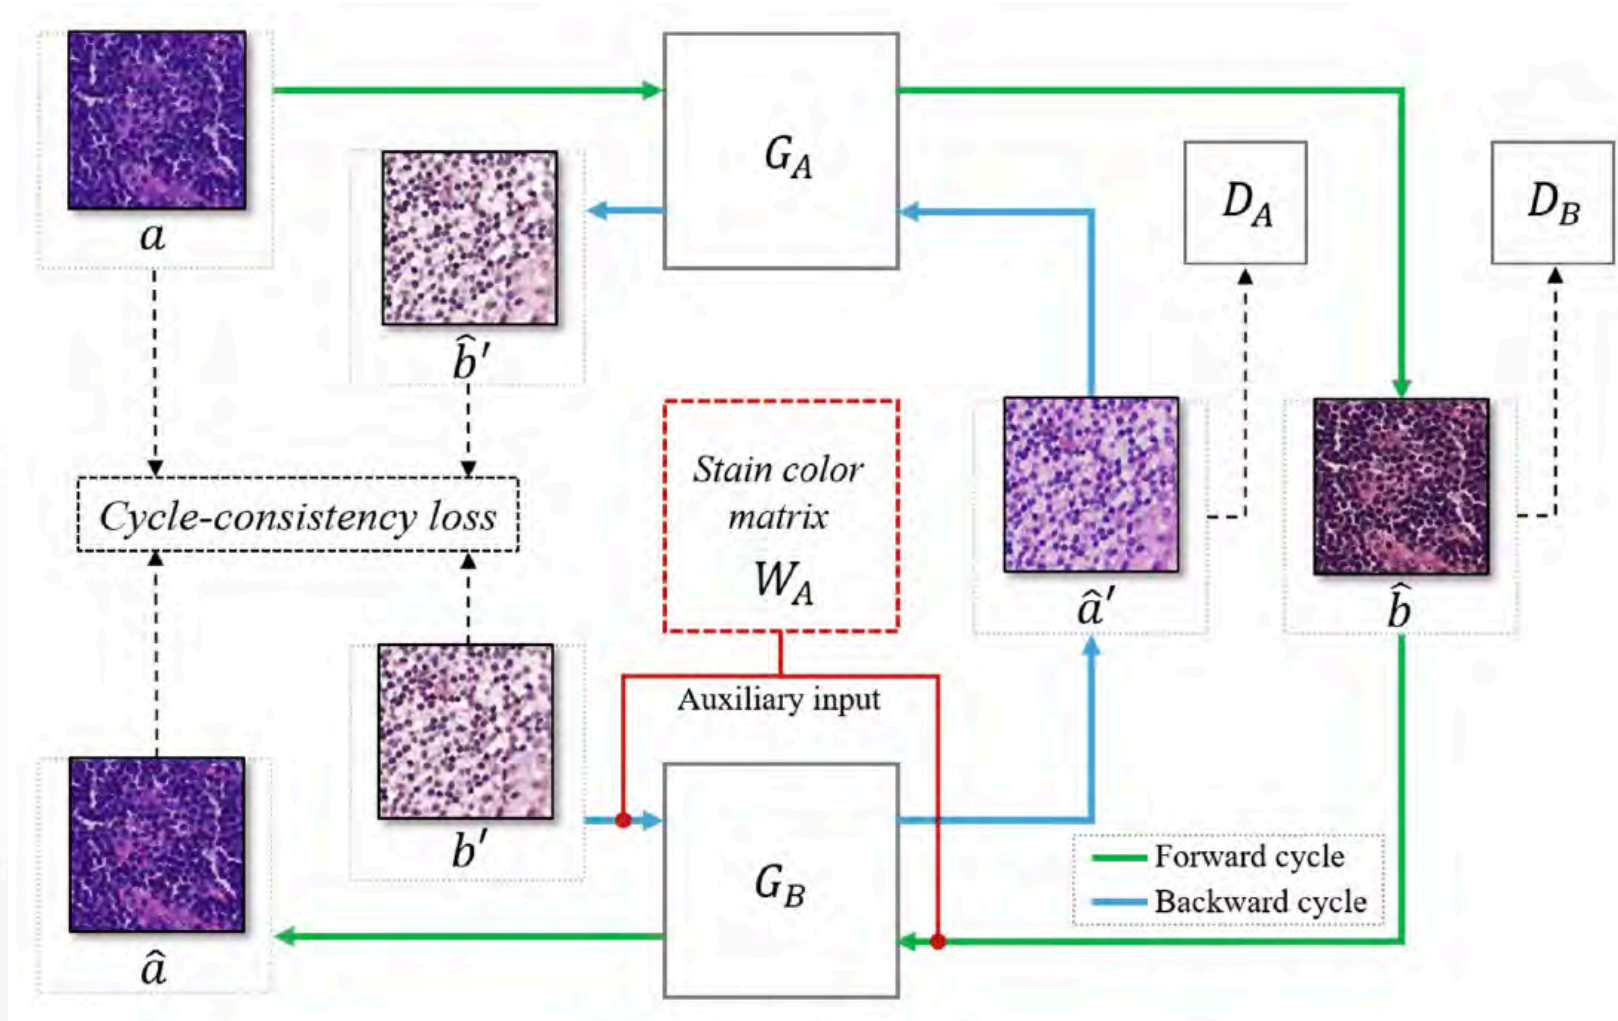 a
G_A
D_A
D_B
b̂′
Stain color
matrix
W_A
Cycle-consistency loss
â′
b̂
Auxiliary input
b′
G_B
Forward cycle
Backward cycle
â